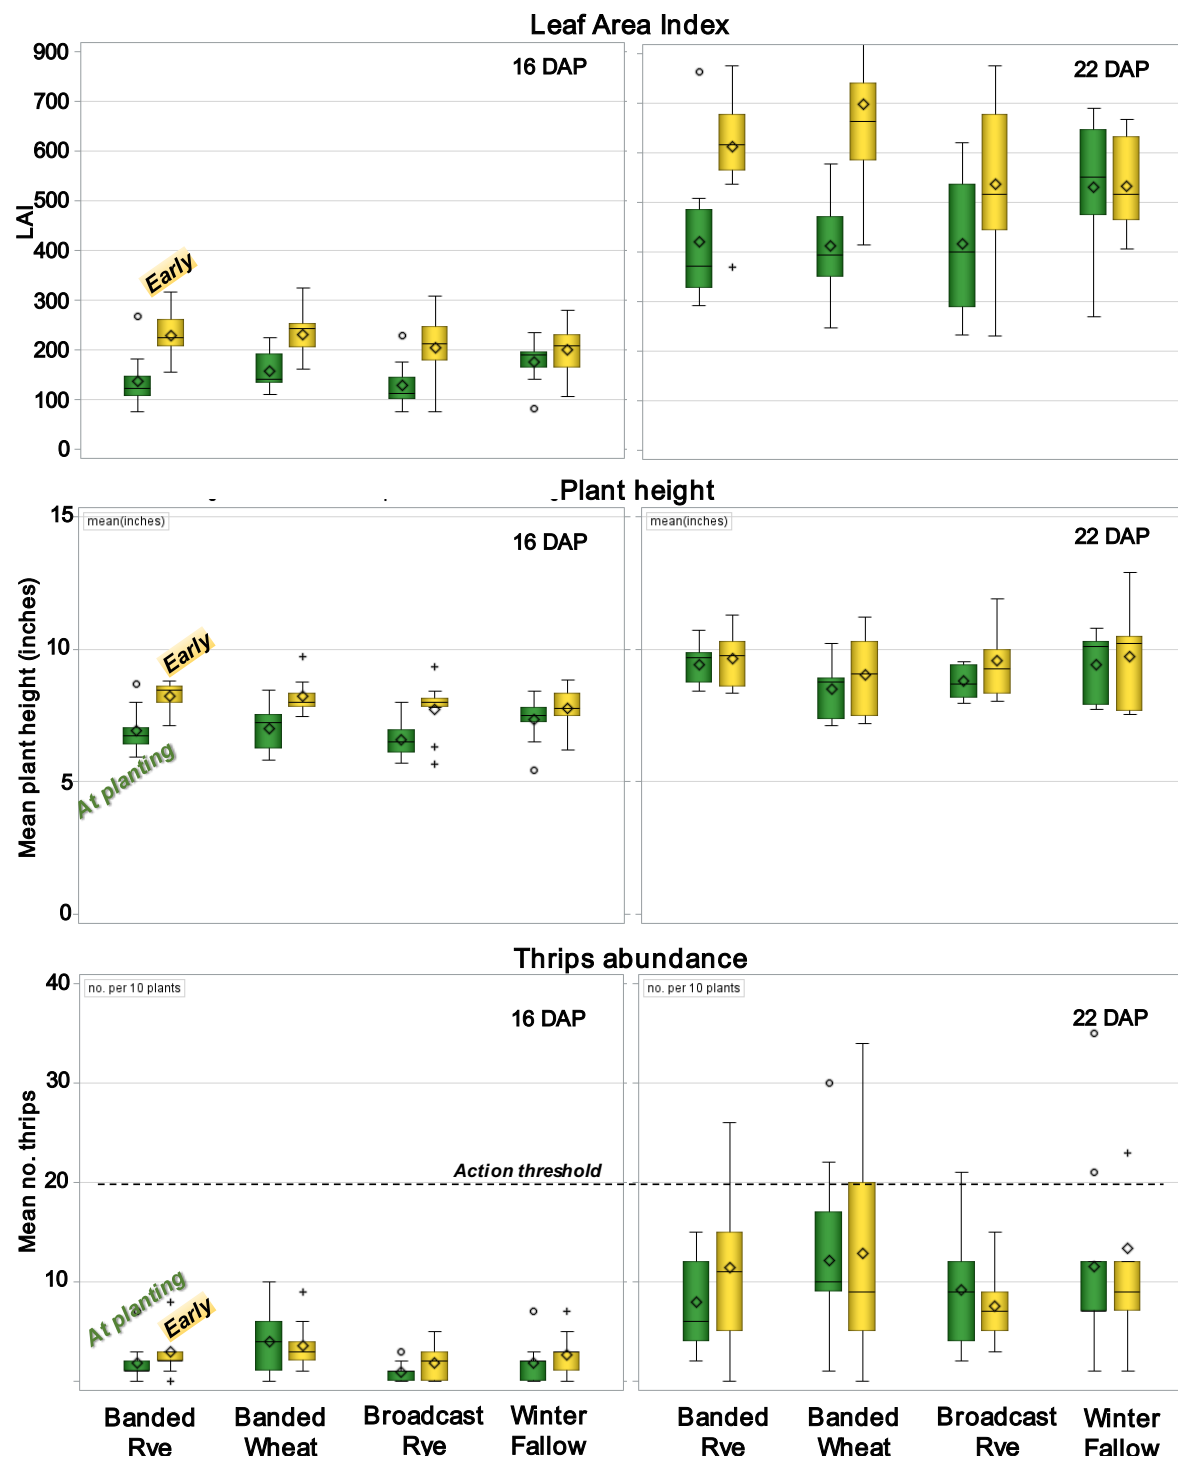 Leaf Area Index
900
16 DAP
22 DAP
800
700
600
500
LAI
400
Early
300
200
100
0
Plant height
15
mean(inches)
mean(inches)
16 DAP
22 DAP
Mean plant height (inches)
10
Early
At planting
5
0
Thrips abundance
40
no. per 10 plants
no. per 10 plants
16 DAP
22 DAP
Mean no. thrips
30
Action threshold
20
10
At planting
Early
Banded
Rye
Banded
Wheat
Broadcast
Rye
Winter
Fallow
Banded
Rye
Banded
Wheat
Broadcast
Rye
Winter
Fallow